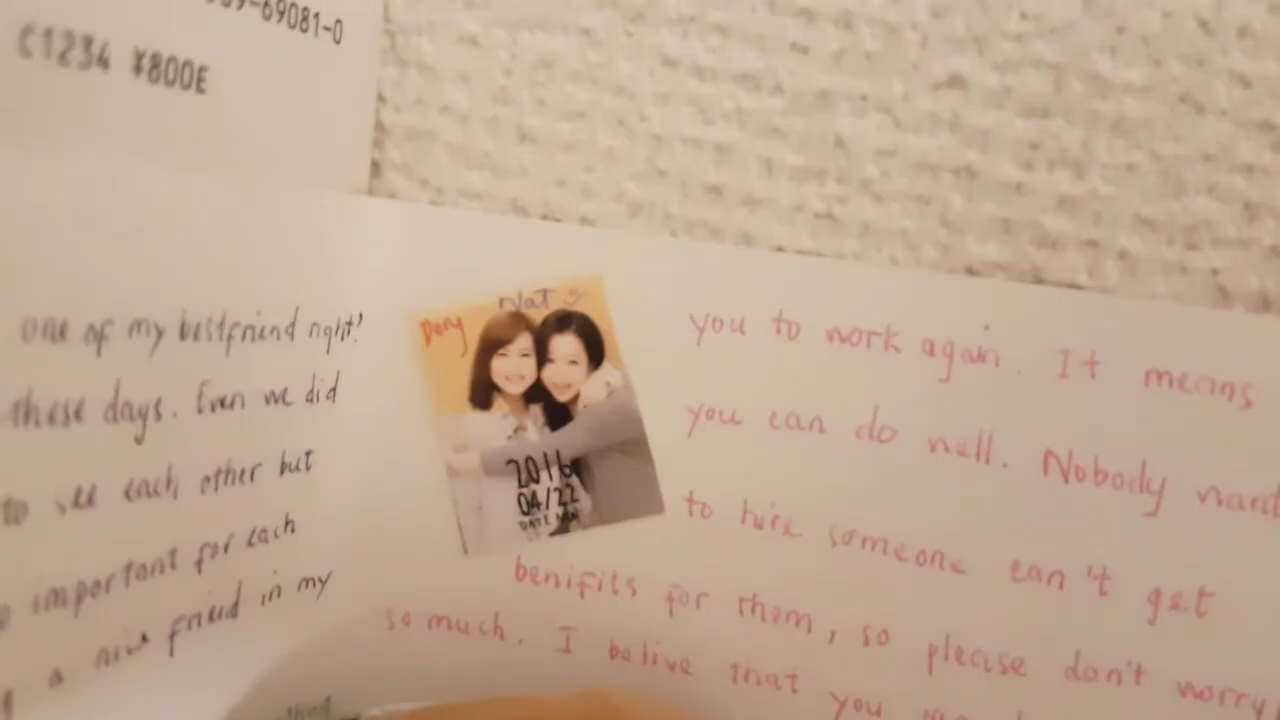 -69081-0
C1234 ¥800E
one of my bestfriend right?
these days. Even we did
to see each other but
important for each
a new friend in my
Nat
Dory
2016
04/22
you to work again. It means
you can do well. Nobody want
to hire someone can't get
benifits for them, so please don't worry
so much. I belive that you